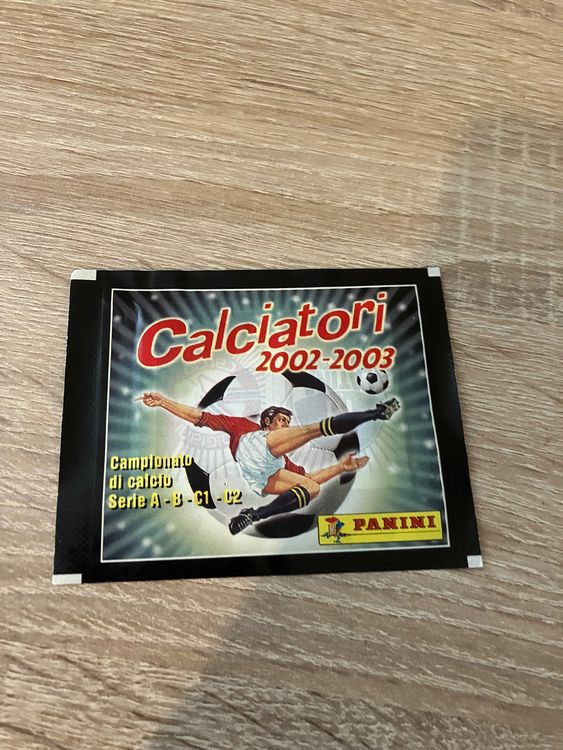 Calciatori
2002-2003
Campionato
di calcio
Serie A - B - C1 - C2
PANINI